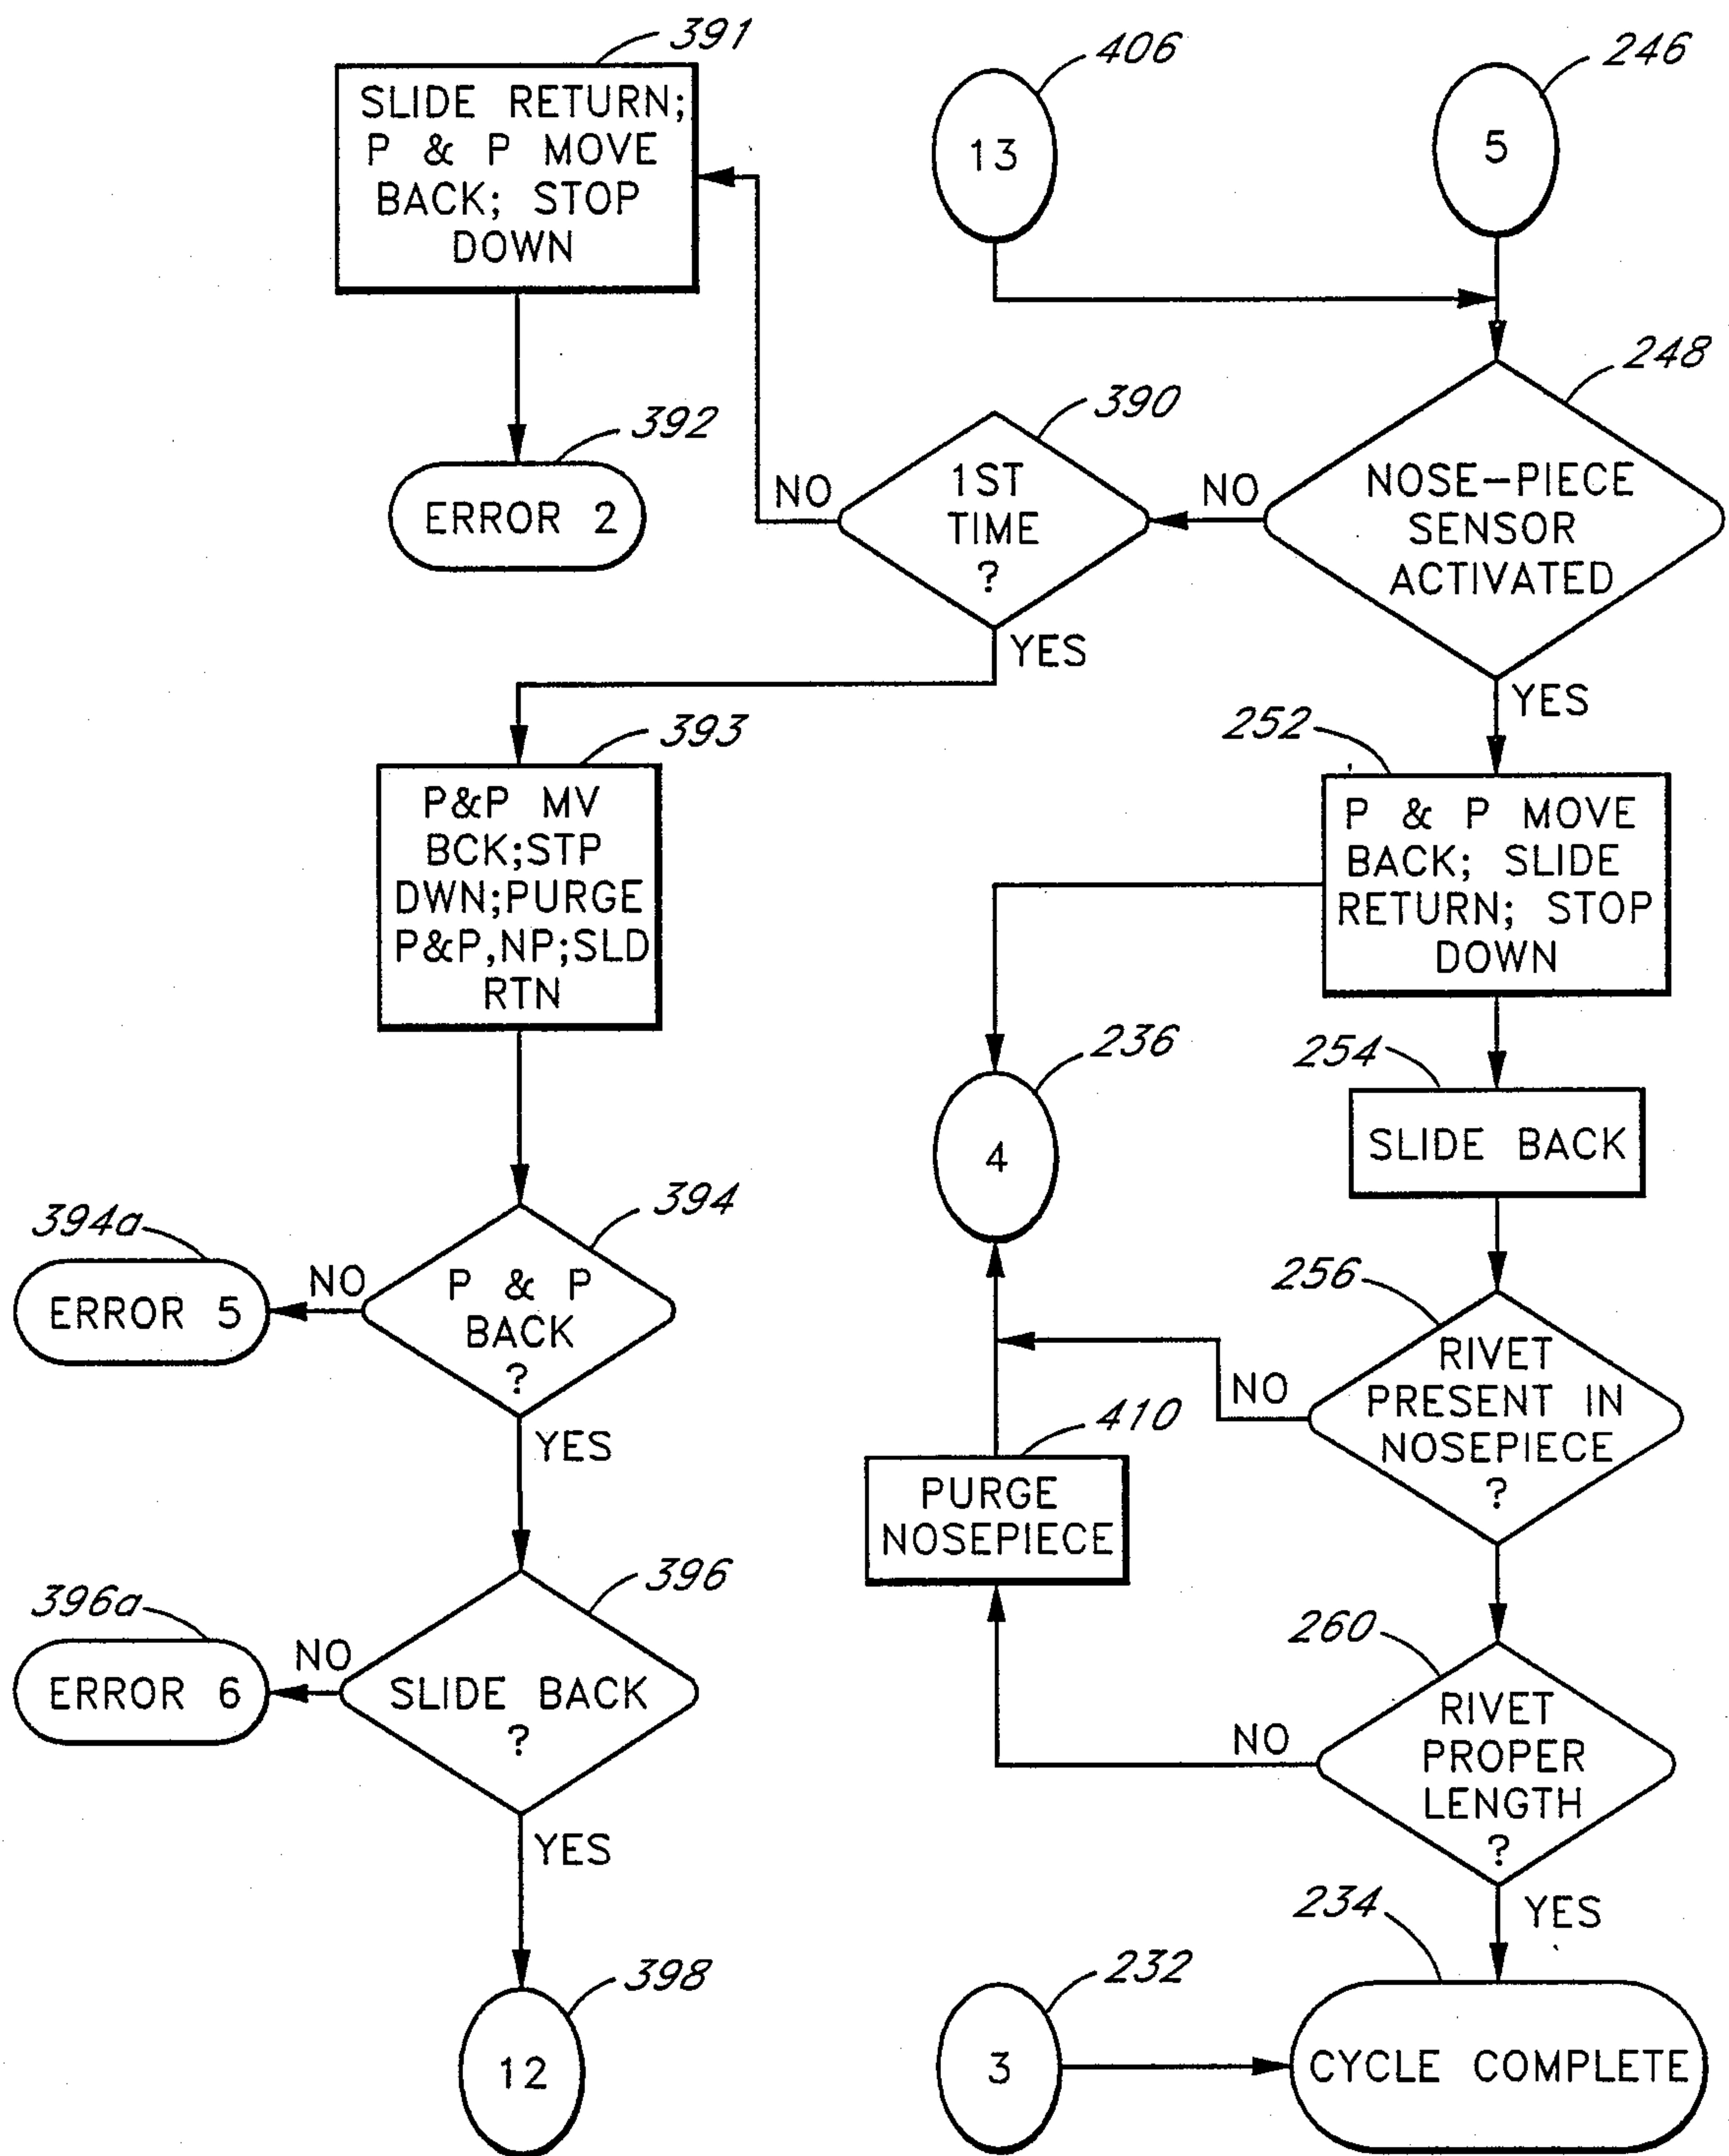 391
SLIDE RETURN;
P & P MOVE
BACK; STOP
DOWN
406
13
246
5
248
NOSE-PIECE
SENSOR
ACTIVATED
NO
YES
390
1ST
TIME
?
NO
YES
392
ERROR 2
393
P&P MV
BCK;STP
DWN;PURGE
P&P,NP;SLD
RTN
252
P & P MOVE
BACK; SLIDE
RETURN; STOP
DOWN
236
4
254
SLIDE BACK
394
P & P
BACK
?
NO
YES
394a
ERROR 5
256
RIVET
PRESENT IN
NOSEPIECE
?
NO
410
PURGE
NOSEPIECE
396
SLIDE BACK
?
NO
YES
396a
ERROR 6
260
RIVET
PROPER
LENGTH
?
NO
YES
398
12
232
3
234
CYCLE COMPLETE